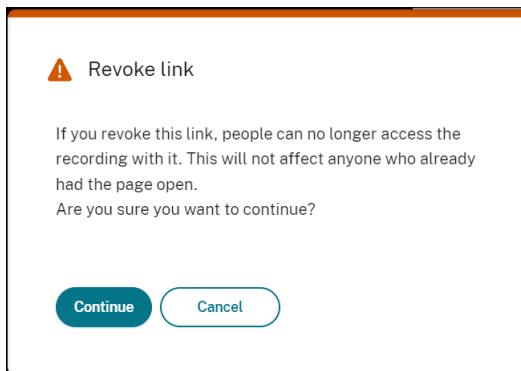 Revoke link
If you revoke this link, people can no longer access the
recording with it. This will not affect anyone who already
had the page open.
Are you sure you want to continue?
Continue Cancel